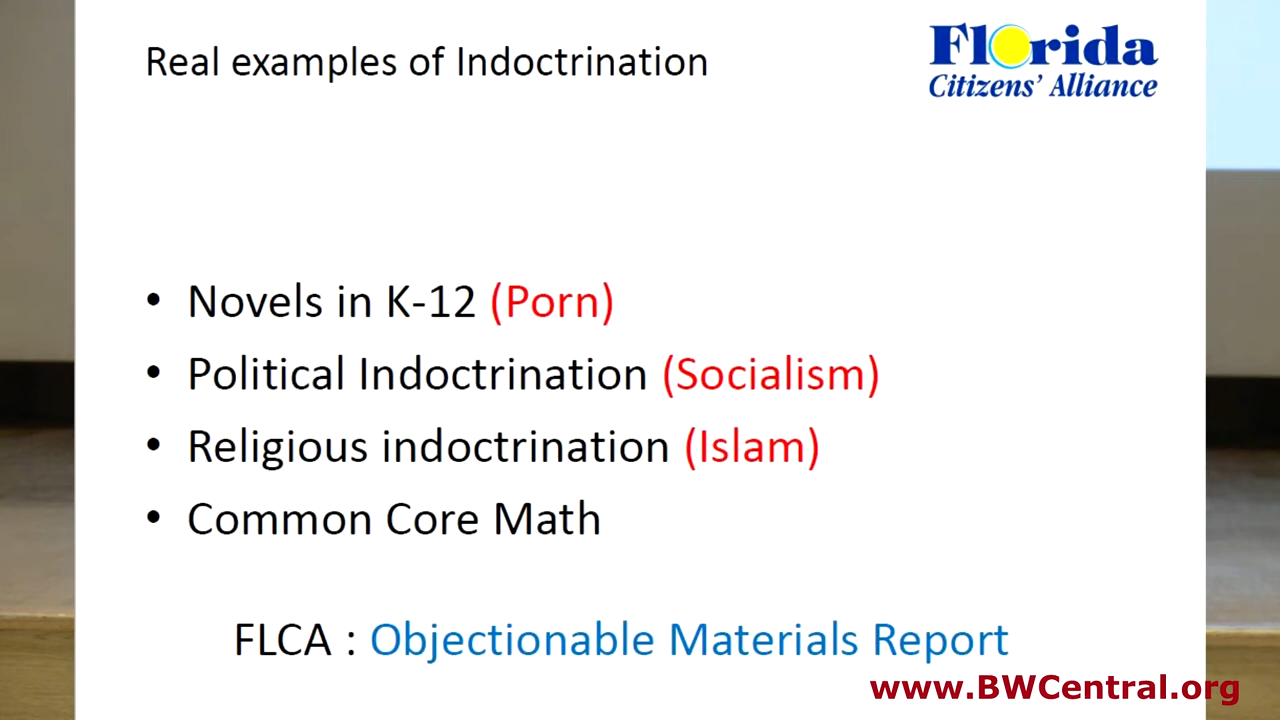 Real examples of Indoctrination
Florida
Citizens' Alliance
• Novels in K-12 (Porn)
• Political Indoctrination (Socialism)
• Religious indoctrination (Islam)
• Common Core Math
FLCA : Objectionable Materials Report
www.BWCentral.org